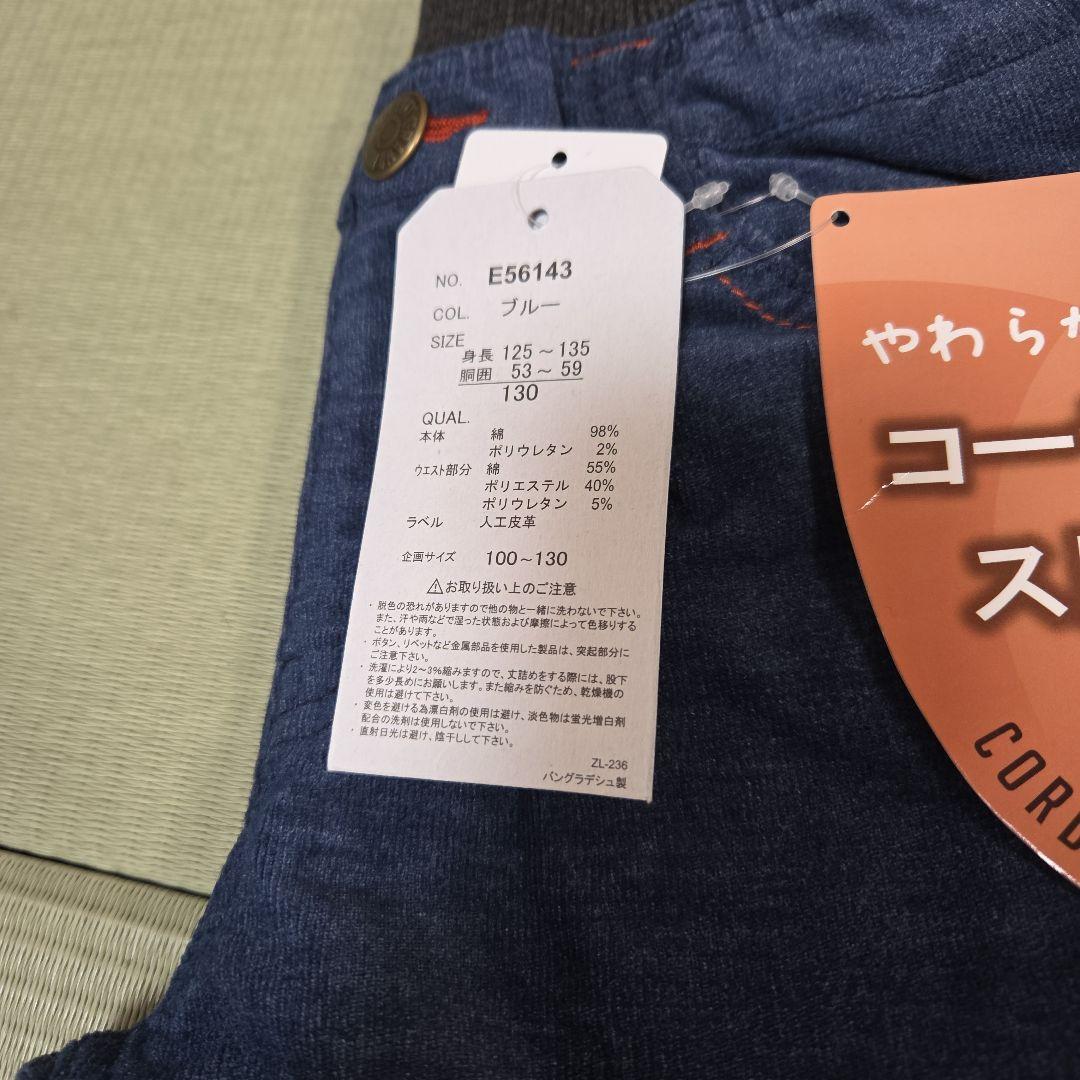 NO. E56143
COL. ブルー
SIZE
身長 125～135
胴囲 53～59
130
QUAL.
本体 綿 98%
ポリウレタン 2%
ウエスト部分 綿 55%
ポリエステル 40%
ポリウレタン 5%
ラベル 人工皮革
企画サイズ 100～130
⚠お取り扱い上のご注意
・脱色の恐れがありますので他の物と一緒に洗わないで下さい。
また、汗や雨などで湿った状態および摩擦によって色移りする
ことがあります。
・ボタン、リベットなど金属部品を使用した製品は、突起部分に
ご注意下さい。
・洗濯により2～3%縮みますので、丈詰めをする際には、股下
を多少長めにお願いします。また縮みを防ぐため、乾燥機の
使用は避けて下さい。
・変色を避ける為漂白剤の使用は避け、淡色物は蛍光増白剤
配合の洗剤は使用しないで下さい。
・直射日光は避け、陰干しして下さい。
ZL-236
バングラデシュ製
やわらか
コー
ス
CORD